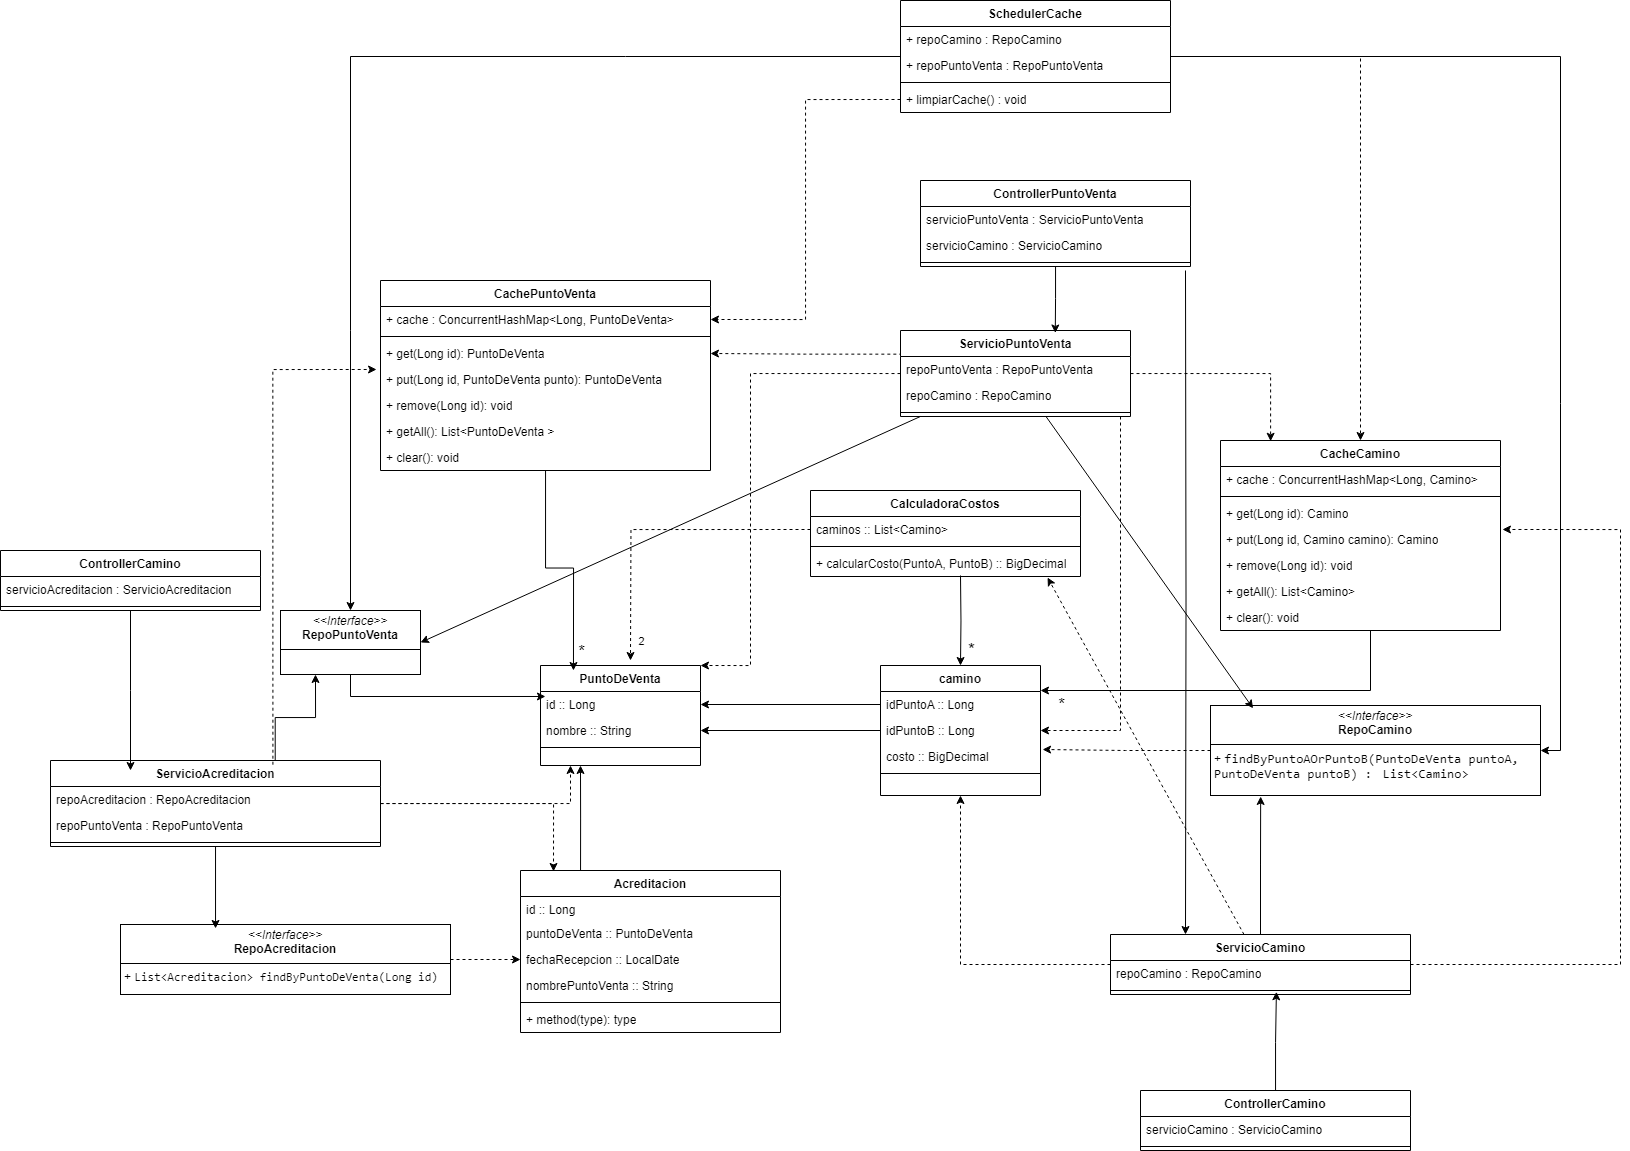 SchedulerCache
+ repoCamino : RepoCamino
+ repoPuntoVenta : RepoPuntoVenta
+ limpiarCache() : void
ControllerPuntoVenta
servicioPuntoVenta : ServicioPuntoVenta
servicioCamino : ServicioCamino
CachePuntoVenta
+ cache : ConcurrentHashMap<Long, PuntoDeVenta>
+ get(Long id): PuntoDeVenta
+ put(Long id, PuntoDeVenta punto): PuntoDeVenta
+ remove(Long id): void
+ getAll(): List<PuntoDeVenta >
+ clear(): void
ServicioPuntoVenta
repoPuntoVenta : RepoPuntoVenta
repoCamino : RepoCamino
CacheCamino
+ cache : ConcurrentHashMap<Long, Camino>
+ get(Long id): Camino
+ put(Long id, Camino camino): Camino
+ remove(Long id): void
+ getAll(): List<Camino>
+ clear(): void
CalculadoraCostos
caminos :: List<Camino>
+ calcularCosto(PuntoA, PuntoB) :: BigDecimal
ControllerCamino
servicioAcreditacion : ServicioAcreditacion
<<Interface>>
RepoPuntoVenta
*
2
*
*
PuntoDeVenta
id :: Long
nombre :: String
camino
idPuntoA :: Long
idPuntoB :: Long
costo :: BigDecimal
<<Interface>>
RepoCamino
+ findByPuntoAOrPuntoB(PuntoDeVenta puntoA,
PuntoDeVenta puntoB) : List<Camino>
ServicioAcreditacion
repoAcreditacion : RepoAcreditacion
repoPuntoVenta : RepoPuntoVenta
Acreditacion
id :: Long
puntoDeVenta :: PuntoDeVenta
fechaRecepcion :: LocalDate
nombrePuntoVenta :: String
+ method(type): type
<<Interface>>
RepoAcreditacion
+ List<Acreditacion> findByPuntoDeVenta(Long id)
ServicioCamino
repoCamino : RepoCamino
ControllerCamino
servicioCamino : ServicioCamino